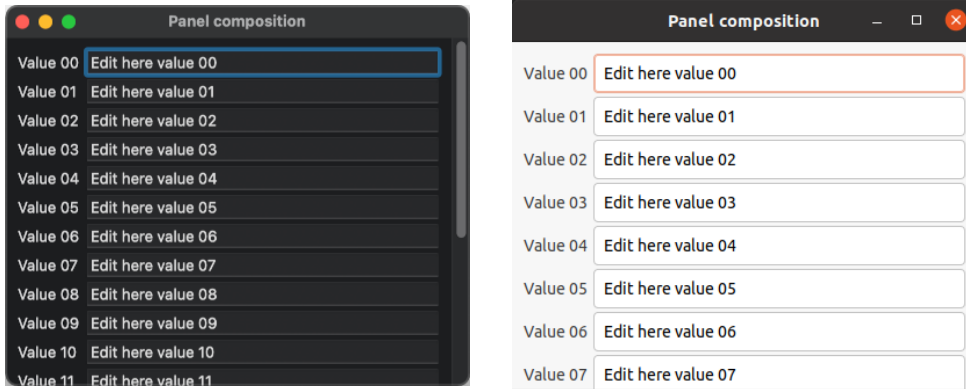 Panel composition
Value 00 Edit here value 00
Value 01 Edit here value 01
Value 02 Edit here value 02
Value 03 Edit here value 03
Value 04 Edit here value 04
Value 05 Edit here value 05
Value 06 Edit here value 06
Value 07 Edit here value 07
Value 08 Edit here value 08
Value 09 Edit here value 09
Value 10 Edit here value 10
Value 11 Edit here value 11
Panel composition
Value 00 Edit here value 00
Value 01 Edit here value 01
Value 02 Edit here value 02
Value 03 Edit here value 03
Value 04 Edit here value 04
Value 05 Edit here value 05
Value 06 Edit here value 06
Value 07 Edit here value 07